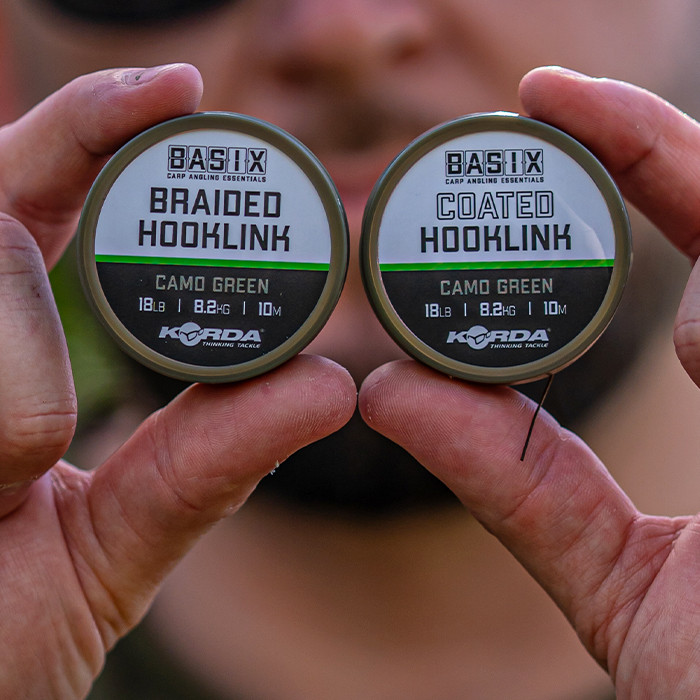 BASIX
CARP ANGLING ESSENTIALS
BRAIDED
HOOKLINK
CAMO GREEN
18LB | 8.2KG | 10M
KORDA®
THINKING TACKLE
BASIX
CARP ANGLING ESSENTIALS
COATED
HOOKLINK
CAMO GREEN
18LB | 8.2KG | 10M
KORDA®
THINKING TACKLE